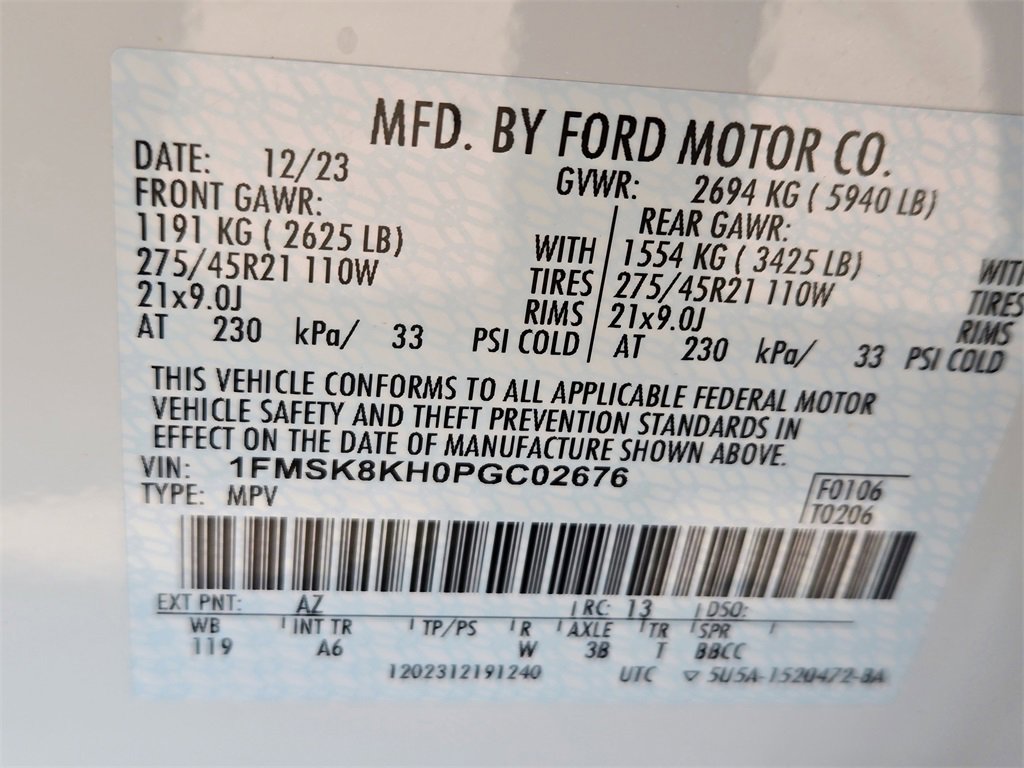 MFD. BY FORD MOTOR CO.
DATE: 12/23 GVWR: 2694 KG ( 5940 LB)
FRONT GAWR: REAR GAWR:
1191 KG ( 2625 LB) WITH 1554 KG ( 3425 LB) WITH
275/45R21 110W TIRES 275/45R21 110W TIRES
21x9.0J RIMS 21x9.0J RIMS
AT 230 kPa/ 33 PSI COLD AT 230 kPa/ 33 PSI COLD
THIS VEHICLE CONFORMS TO ALL APPLICABLE FEDERAL MOTOR
VEHICLE SAFETY AND THEFT PREVENTION STANDARDS IN
EFFECT ON THE DATE OF MANUFACTURE SHOWN ABOVE.
VIN: 1FMSK8KH0PGC02676
TYPE: MPV
F0106
T0206
EXT PNT: AZ RC: 13 DSO:
WB INT TR TP/PS R AXLE TR SPR
119 A6 W 3B T BBCC
1202312191240 UTC ▽ 5U5A-1520472-BA